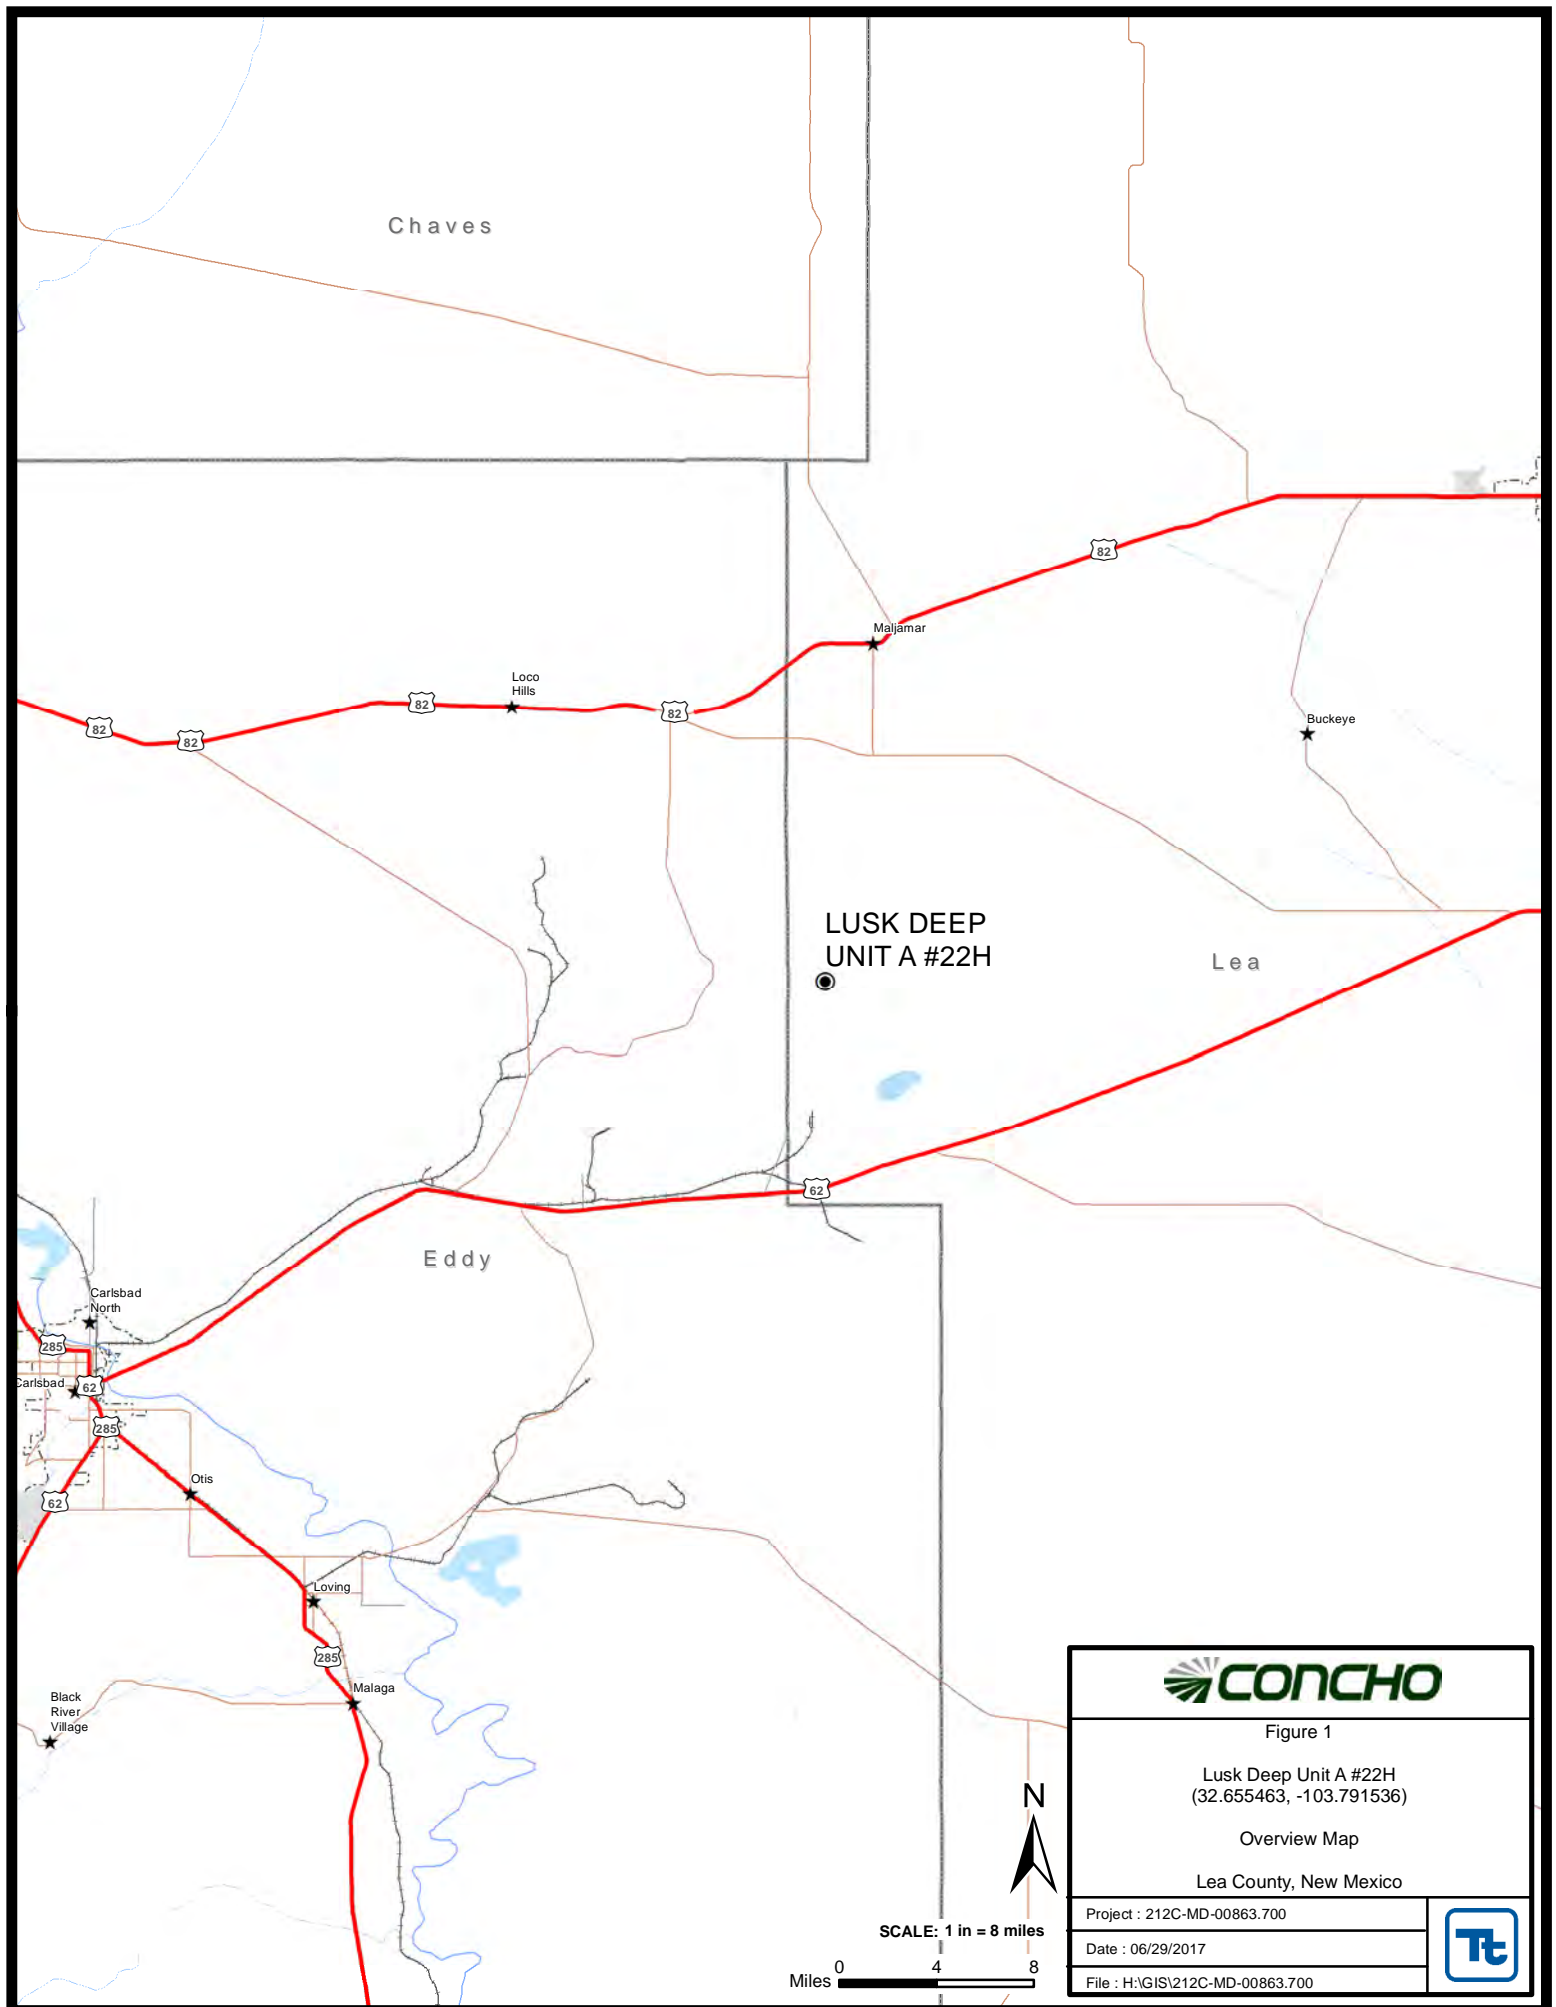 Chaves
82
Maljamar
Loco
Hills
82
82
82
82
Buckeye
LUSK DEEP
UNIT A #22H
Lea
62
Eddy
Carlsbad
North
285
Carlsbad
62
285
Otis
62
Loving
285
Malaga
Black
River
Village
CONCHO
Figure 1
Lusk Deep Unit A #22H
(32.655463, -103.791536)
Overview Map
Lea County, New Mexico
N
SCALE: 1 in = 8 miles
0 4 8
Miles
Project : 212C-MD-00863.700
Date : 06/29/2017
File : H:\GIS\212C-MD-00863.700
Tt